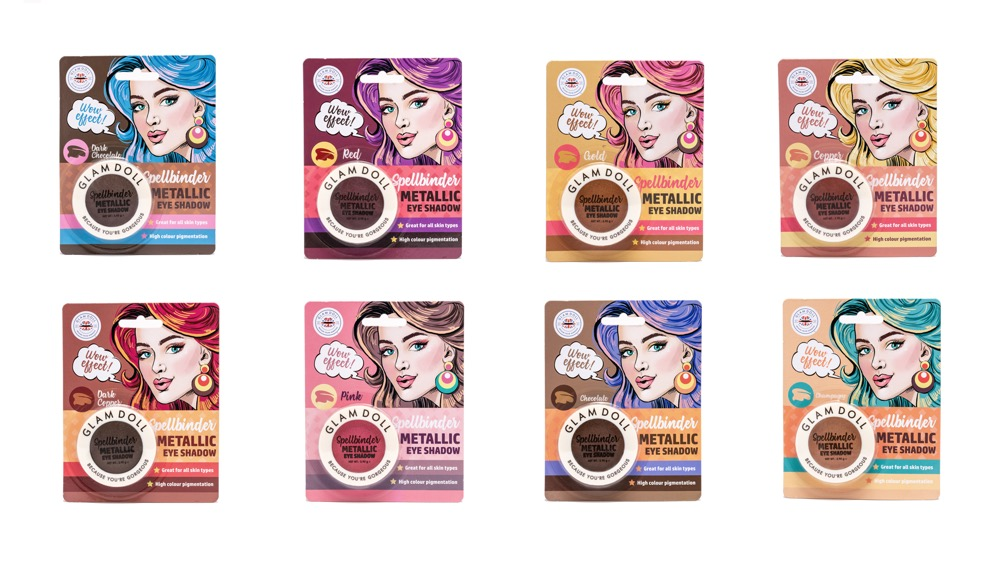 Wow
effect!
Dark
Chocolate
GLAM DOLL
Spellbinder
METALLIC
EYE SHADOW
BECAUSE YOU'RE GORGEOUS
Spellbinder
METALLIC
EYE SHADOW
Great for all skin types
High colour pigmentation
Wow
effect!
Red
GLAM DOLL
Spellbinder
METALLIC
EYE SHADOW
BECAUSE YOU'RE GORGEOUS
Spellbinder
METALLIC
EYE SHADOW
Great for all skin types
High colour pigmentation
Wow
effect!
Gold
GLAM DOLL
Spellbinder
METALLIC
EYE SHADOW
BECAUSE YOU'RE GORGEOUS
Spellbinder
METALLIC
EYE SHADOW
Great for all skin types
High colour pigmentation
Wow
effect!
Copper
GLAM DOLL
Spellbinder
METALLIC
EYE SHADOW
BECAUSE YOU'RE GORGEOUS
Spellbinder
METALLIC
EYE SHADOW
Great for all skin types
High colour pigmentation
Wow
effect!
Dark
Copper
GLAM DOLL
Spellbinder
METALLIC
EYE SHADOW
BECAUSE YOU'RE GORGEOUS
Spellbinder
METALLIC
EYE SHADOW
Great for all skin types
High colour pigmentation
Wow
effect!
Pink
GLAM DOLL
Spellbinder
METALLIC
EYE SHADOW
BECAUSE YOU'RE GORGEOUS
Spellbinder
METALLIC
EYE SHADOW
Great for all skin types
High colour pigmentation
Wow
effect!
Chocolate
GLAM DOLL
Spellbinder
METALLIC
EYE SHADOW
BECAUSE YOU'RE GORGEOUS
Spellbinder
METALLIC
EYE SHADOW
Great for all skin types
High colour pigmentation
Wow
effect!
Champagne
GLAM DOLL
Spellbinder
METALLIC
EYE SHADOW
BECAUSE YOU'RE GORGEOUS
Spellbinder
METALLIC
EYE SHADOW
Great for all skin types
High colour pigmentation